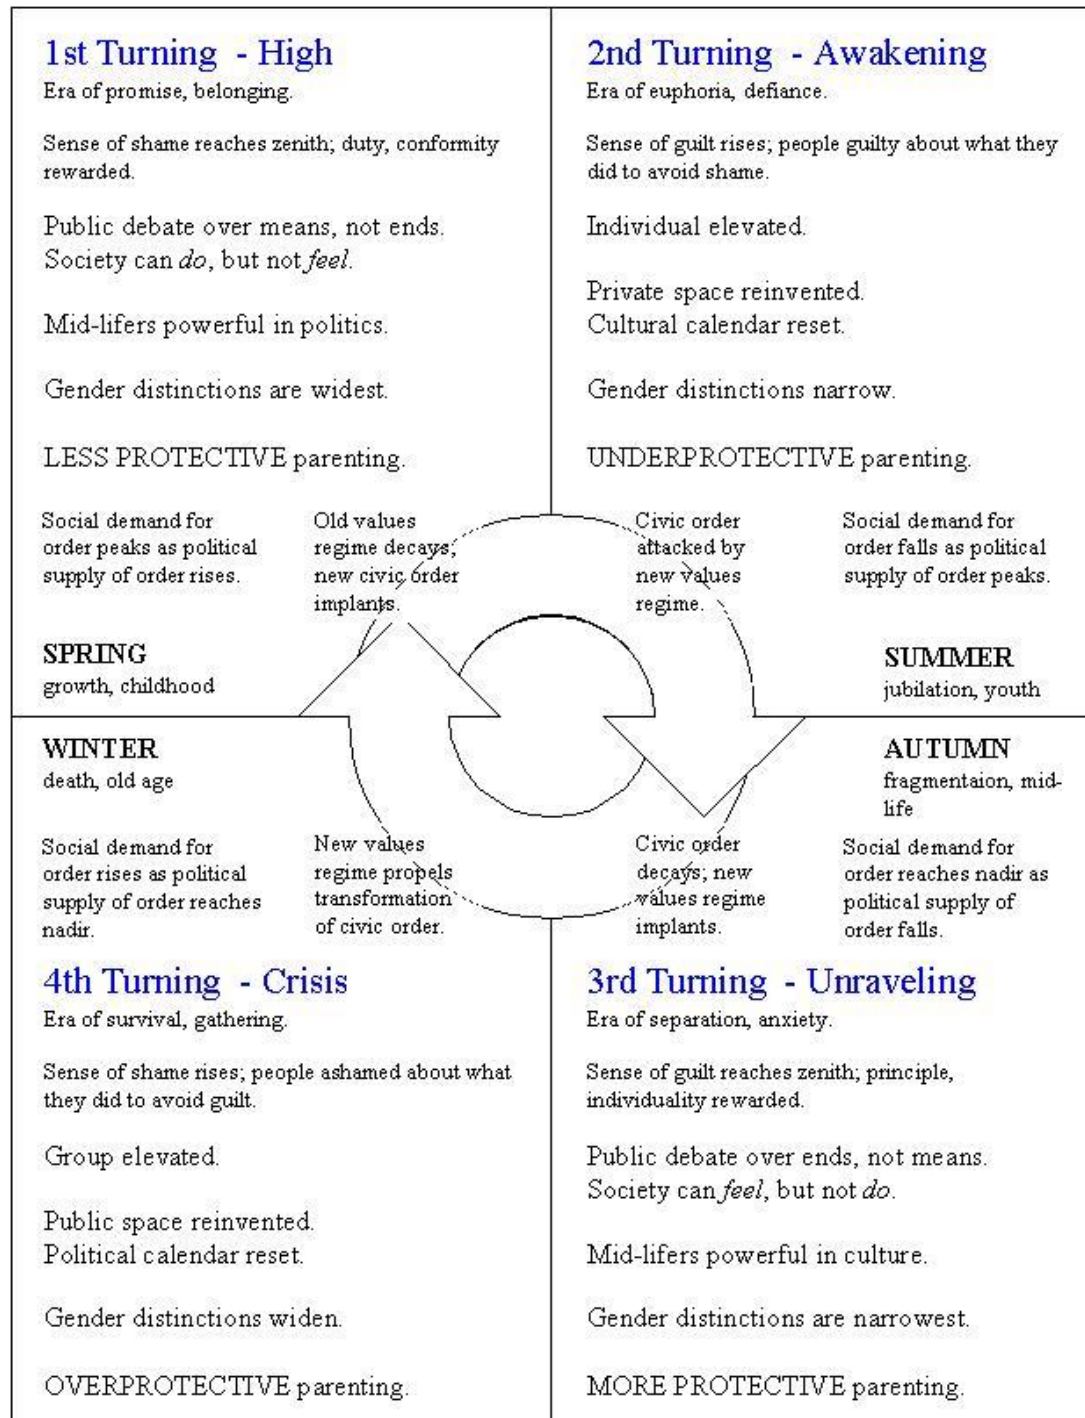 1st Turning - High
Era of promise, belonging.
Sense of shame reaches zenith; duty, conformity
rewarded.
Public debate over means, not ends.
Society can do, but not feel.
Mid-lifers powerful in politics.
Gender distinctions are widest.
LESS PROTECTIVE parenting.
Social demand for
order peaks as political
supply of order rises.
Old values
regime decays;
new civic order
implants.
SPRING
growth, childhood
2nd Turning - Awakening
Era of euphoria, defiance.
Sense of guilt rises; people guilty about what they
did to avoid shame.
Individual elevated.
Private space reinvented.
Cultural calendar reset.
Gender distinctions narrow.
UNDERPROTECTIVE parenting.
Civic order
attacked by
new values
regime.
Social demand for
order falls as political
supply of order peaks.
SUMMER
jubilation, youth
WINTER
death, old age
Social demand for
order rises as political
supply of order reaches
nadir.
New values
regime propels
transformation
of civic order.
4th Turning - Crisis
Era of survival, gathering.
Sense of shame rises; people ashamed about what
they did to avoid guilt.
Group elevated.
Public space reinvented.
Political calendar reset.
Gender distinctions widen.
OVERPROTECTIVE parenting.
AUTUMN
fragmentaion, mid-
life
Civic order
decays; new
values regime
implants.
Social demand for
order reaches nadir as
political supply of
order falls.
3rd Turning - Unraveling
Era of separation, anxiety.
Sense of guilt reaches zenith; principle,
individuality rewarded.
Public debate over ends, not means.
Society can feel, but not do.
Mid-lifers powerful in culture.
Gender distinctions are narrowest.
MORE PROTECTIVE parenting.